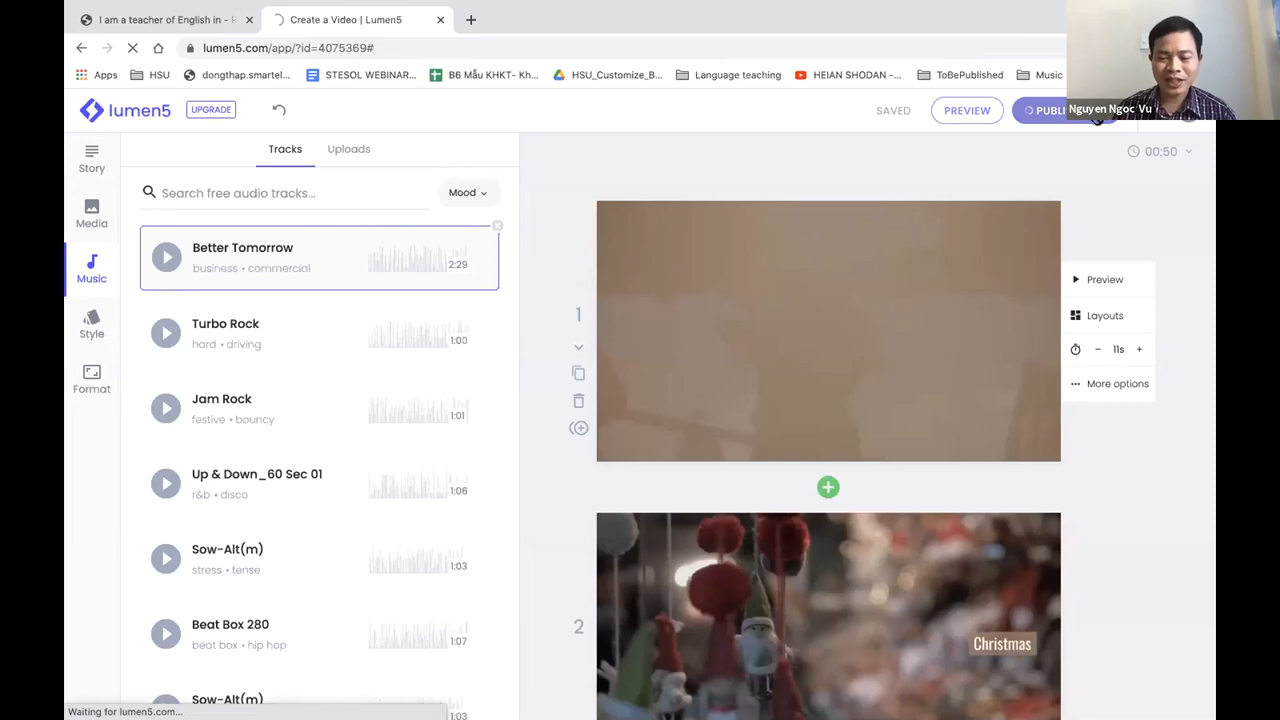 I am a teacher of English in -
Create a Video | Lumen5
lumen5.com/app/?id=4075369#
Apps
HSU
dongthap.smartel...
STESOL WEBINAR...
B6 Mẫu KHKT- Kh...
HSU_Customize_B...
Language teaching
HEIAN SHODAN -...
ToBePublished
Music
lumen5
UPGRADE
SAVED
PREVIEW
Nguyen Ngoc Vu
Story
Media
Music
Style
Format
Tracks
Uploads
Search free audio tracks...
Mood
Better Tomorrow
business • commercial
2:29
Turbo Rock
hard • driving
1:00
Jam Rock
festive • bouncy
1:01
Up & Down_60 Sec 01
r&b • disco
1:06
Sow-Alt(m)
stress • tense
1:03
Beat Box 280
beat box • hip hop
1:07
Sow-Alt(m)
1:03
00:50
1
Preview
Layouts
- 11s +
More options
2
Christmas
Waiting for lumen5.com...